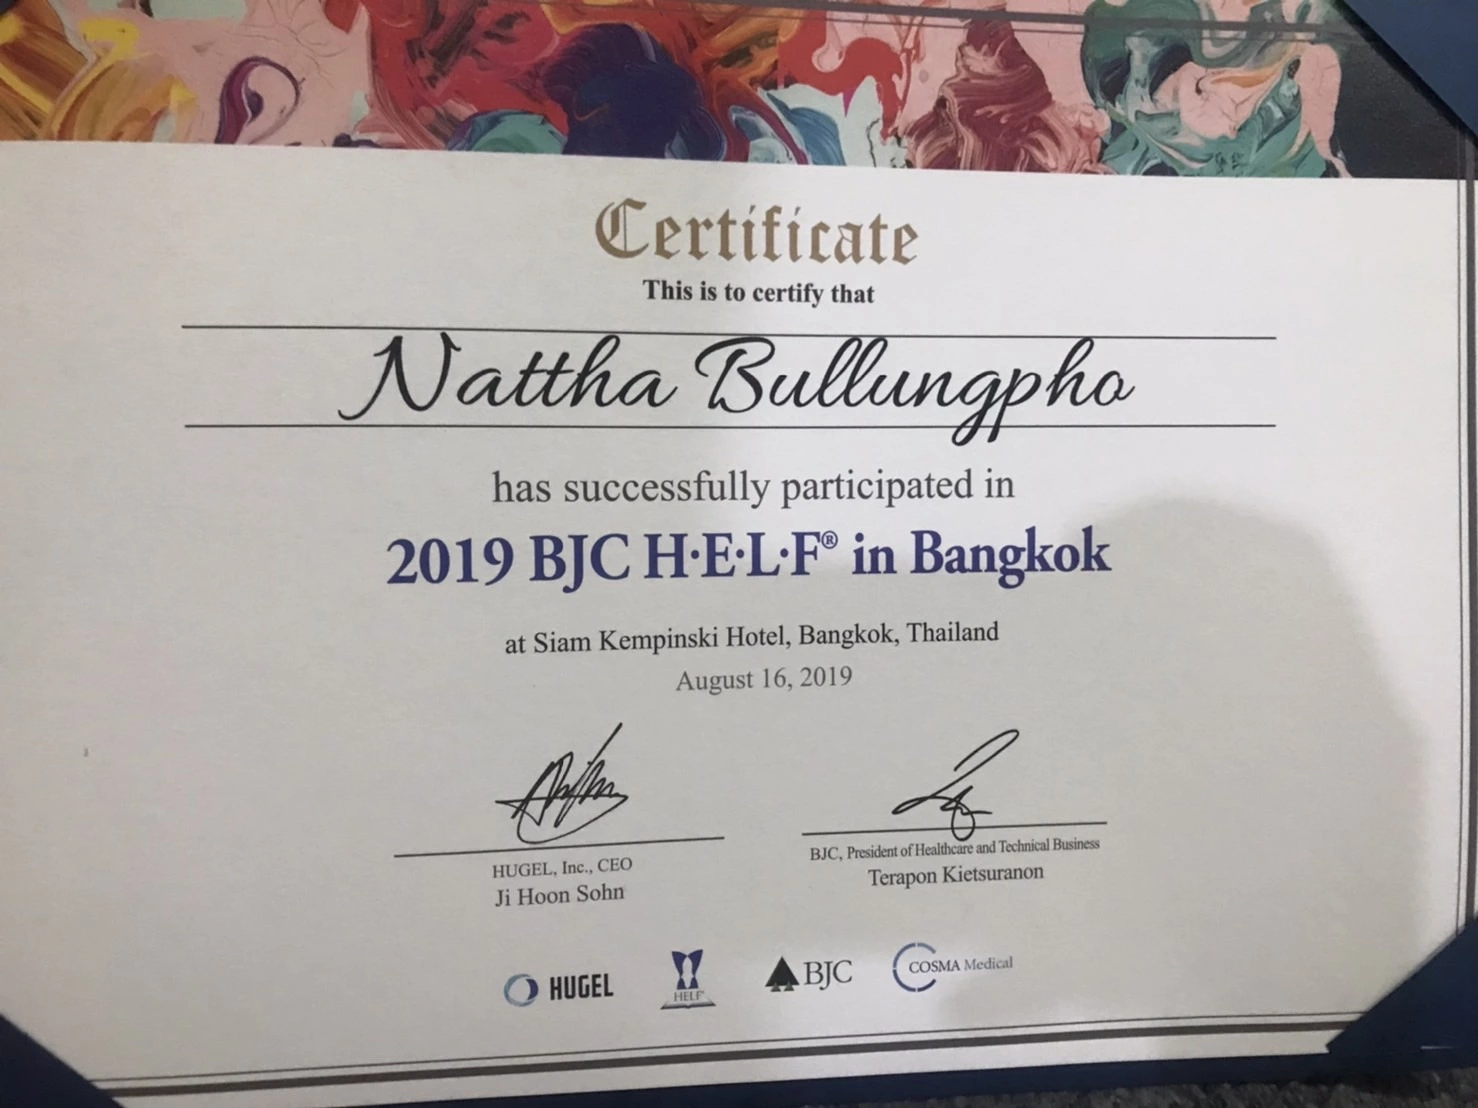 Certificate
This is to certify that
Nattha Bullungpho
has successfully participated in
2019 BJC H·E·L·F® in Bangkok
at Siam Kempinski Hotel, Bangkok, Thailand
August 16, 2019
HUGEL, Inc., CEO
Ji Hoon Sohn
BJC, President of Healthcare and Technical Business
Terapon Kietsuranon
HUGEL
HELF
BJC
COSMA Medical